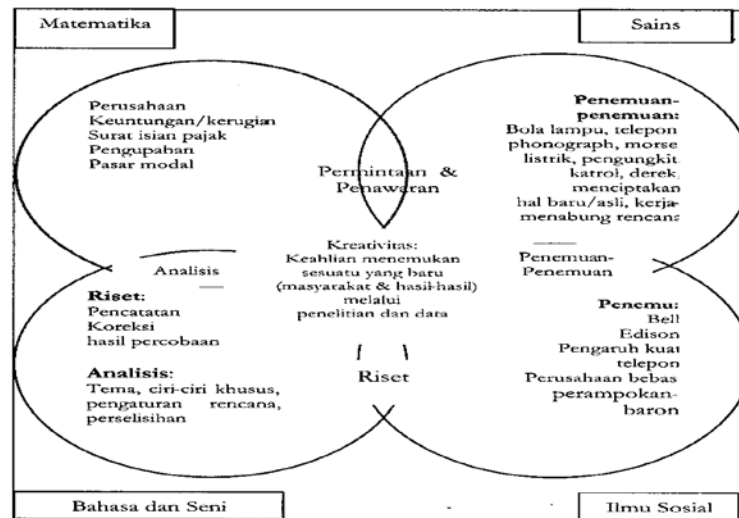 Matematika
Sains
Perusahaan
Keuntungan/kerugian
Surat isian pajak
Pengupahan
Pasar modal
Permintaan &
Penawaran
Penemuan-
penemuan:
Bola lampu, telepon
phonograph, morse
listrik, pengungkit
katrol, derek
menciptakan
hal baru/asli, kerja-
menabung rencana
Analisis
Kreativitas:
Keahlian menemukan
sesuatu yang baru
(masyarakat & hasil-hasil)
melalui
penelitian dan data
Penemuan-
Penemuan
Riset:
Pencatatan
Koreksi
hasil percobaan
Analisis:
Tema, ciri-ciri khusus,
pengaturan rencana,
perselisihan
Riset
Penemu:
Bell
Edison
Pengaruh kuat
telepon
Perusahaan bebas
perampokan-
baron
Bahasa dan Seni
Ilmu Sosial